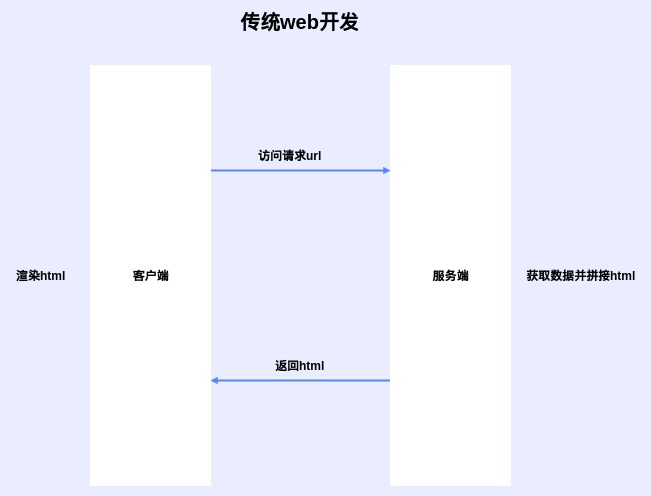 传统web开发
访问请求url
渲染html
客户端
服务端
获取数据并拼接html
返回html